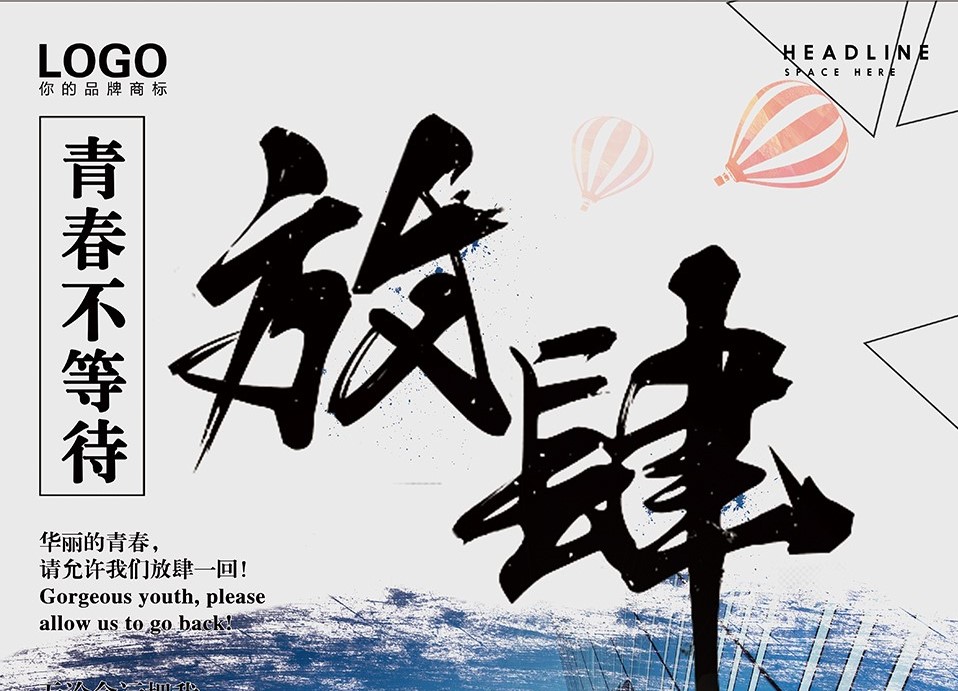 LOGO
你的品牌商标
HEADLINE
SPACE HERE
青春不等待
放肆
华丽的青春，
请允许我们放肆一回！
Gorgeous youth, please
allow us to go back!